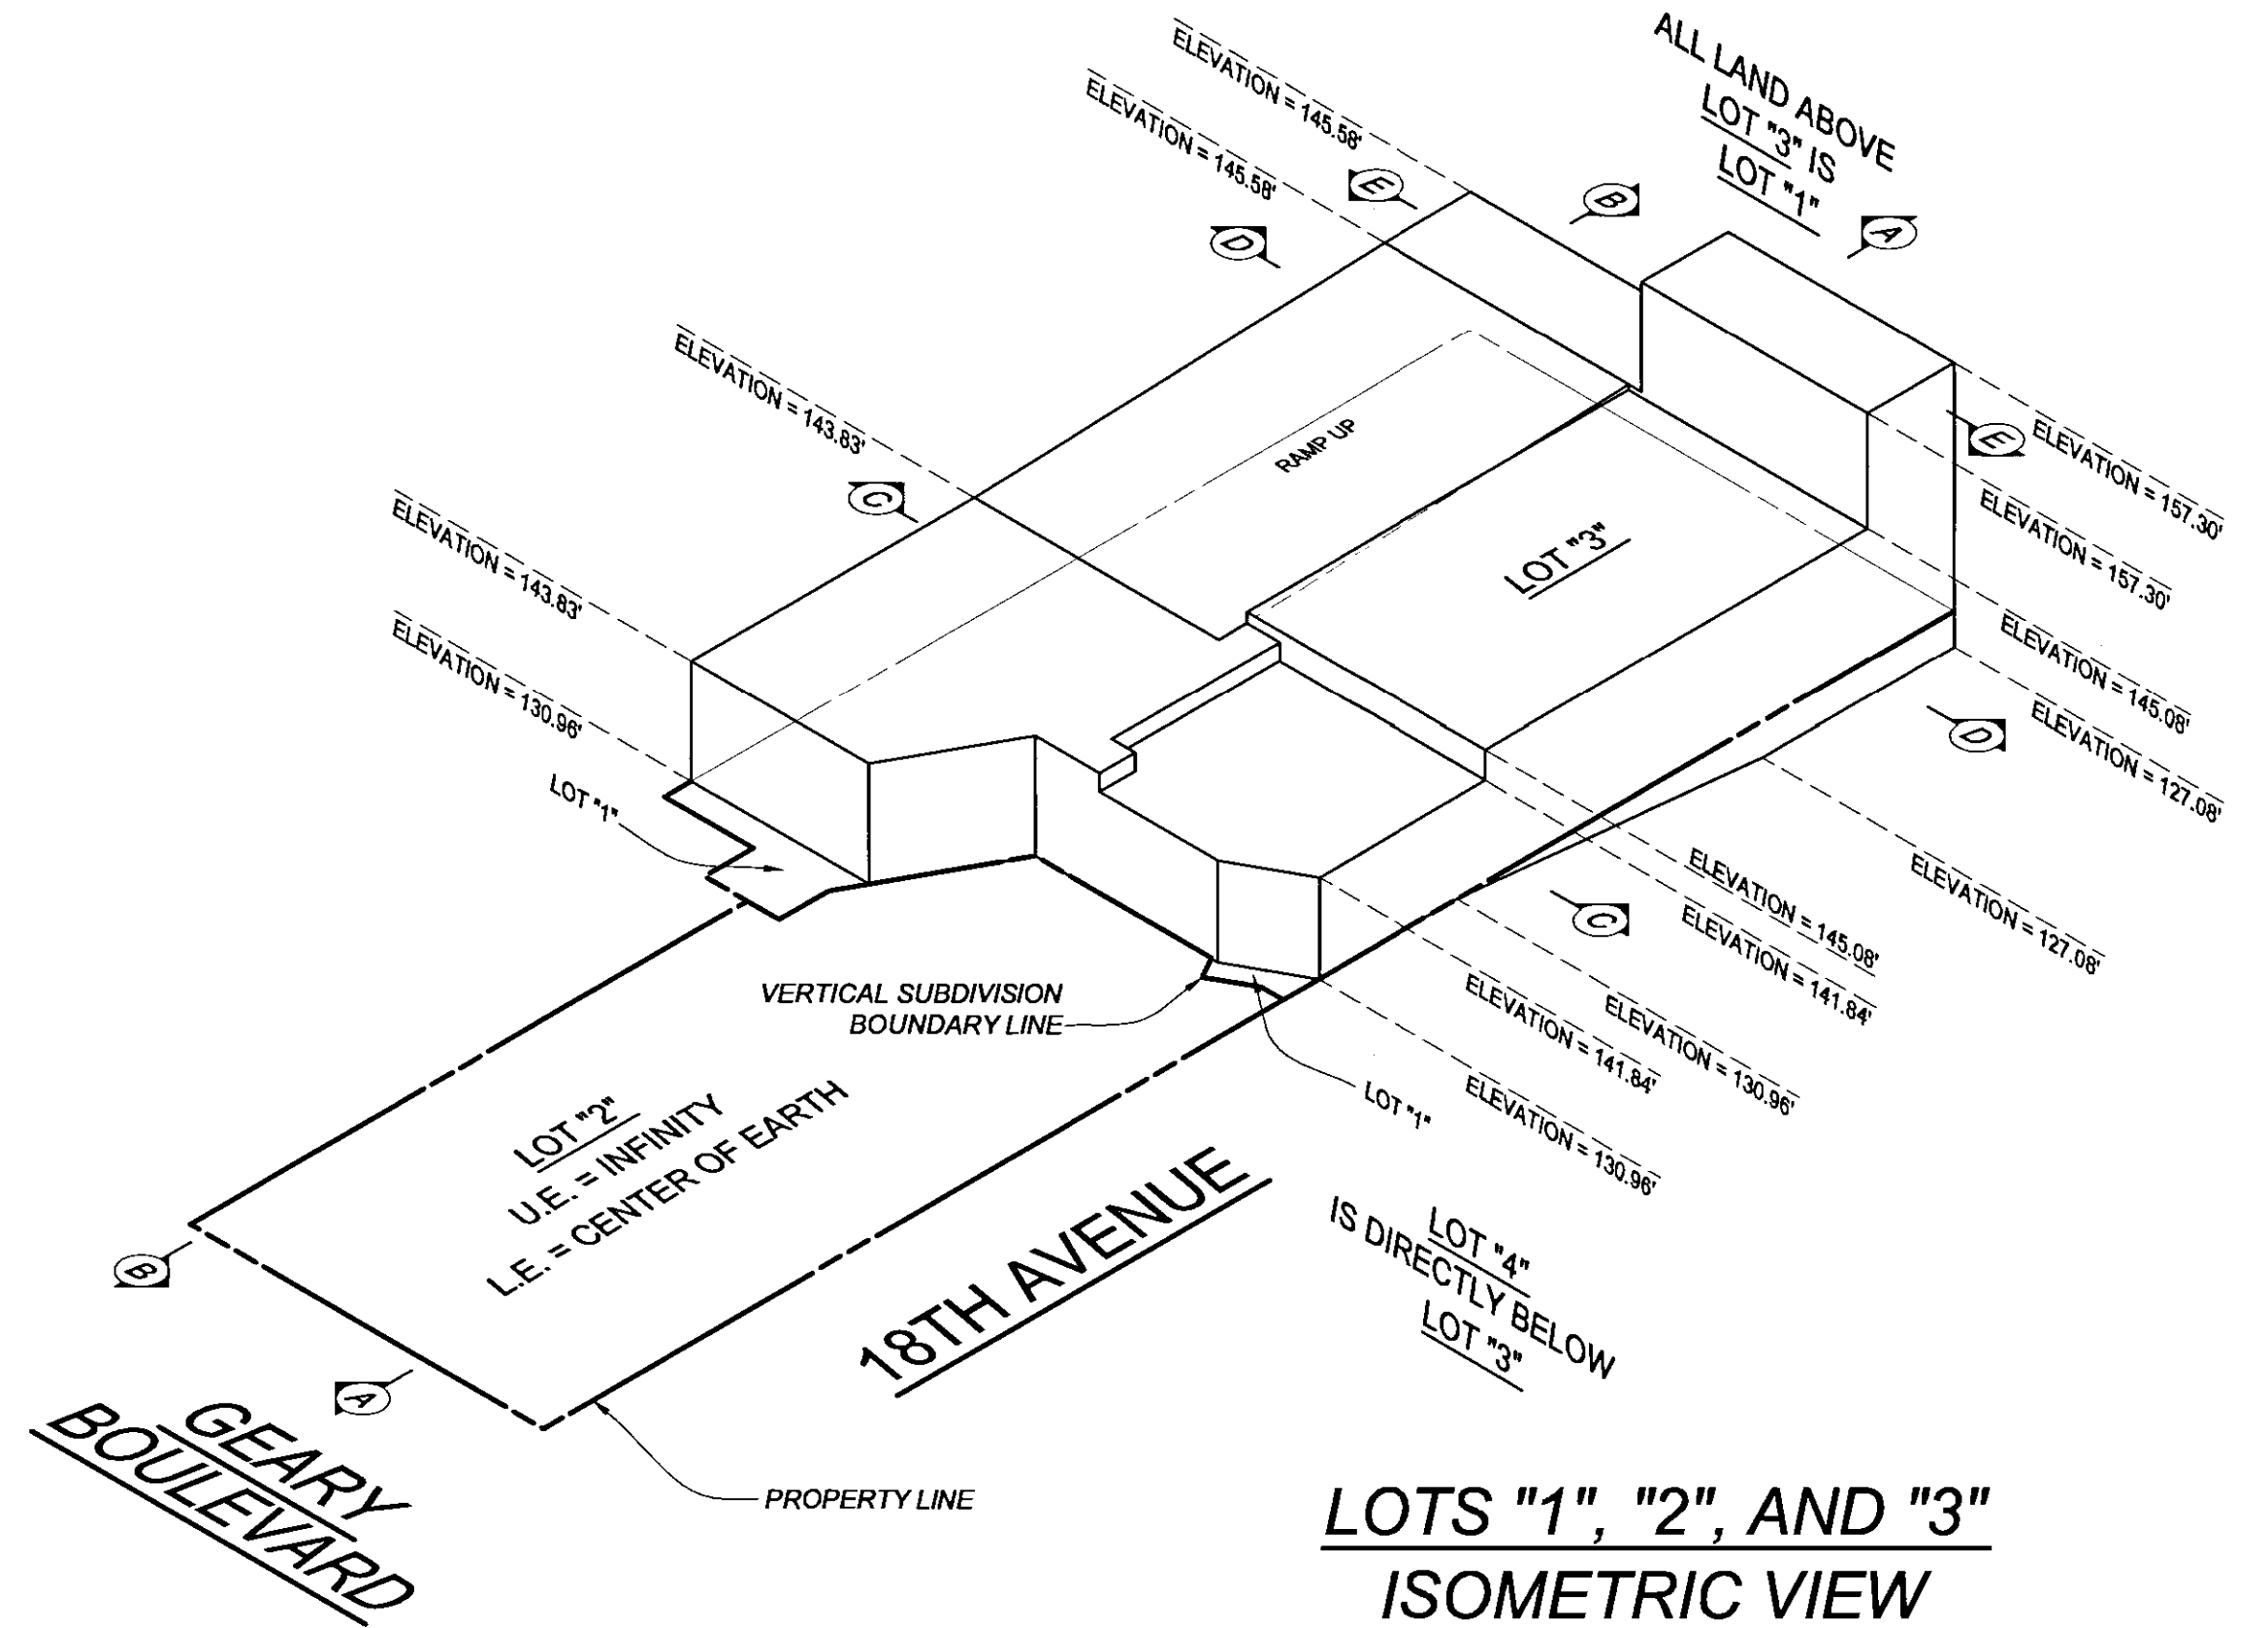 ELEVATION = 145.58'
ELEVATION = 145.58'
ALL LAND ABOVE
LOT "3" IS
LOT "1"
E
B
A
D
ELEVATION = 143.83'
C
RAMP UP
LOT "3"
E
ELEVATION = 157.30'
ELEVATION = 157.30'
ELEVATION = 143.83'
ELEVATION = 130.96'
ELEVATION = 145.08'
ELEVATION = 127.08'
D
LOT "1"
ELEVATION = 127.08'
ELEVATION = 145.08'
ELEVATION = 141.84'
C
ELEVATION = 130.96'
ELEVATION = 141.84'
ELEVATION = 130.96'
VERTICAL SUBDIVISION
BOUNDARY LINE
LOT "1"
LOT "2"
U.E. = INFINITY
L.E. = CENTER OF EARTH
18TH AVENUE
LOT "4"
IS DIRECTLY BELOW
LOT "3"
B
A
GEARY
BOULEVARD
PROPERTY LINE
LOTS "1", "2", AND "3"
ISOMETRIC VIEW